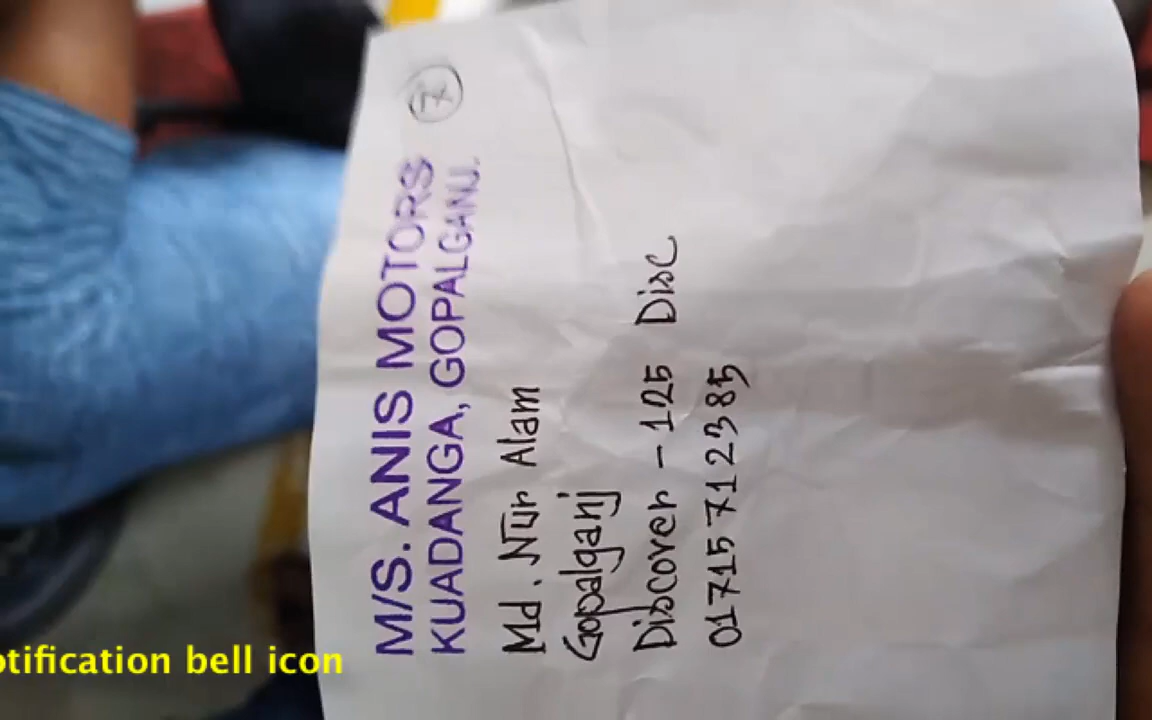 M/S. ANIS MOTORS
KUADANGA, GOPALGANJ.
Md. Nur Alam
Gopalganj
Discover - 125 Disc
01715712385
otification bell icon